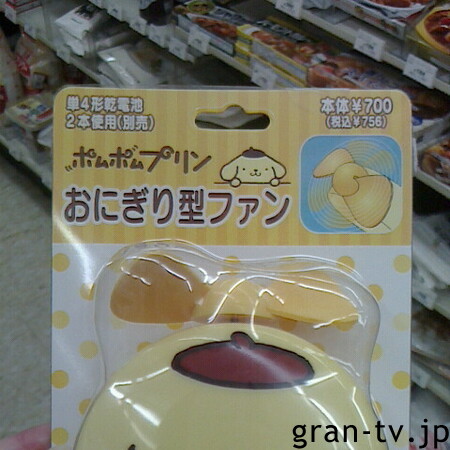 単4形乾電池
2本使用(別売)
本体¥700
(税込¥756)
ポムポムプリン
おにぎり型ファン
gran-tv.jp